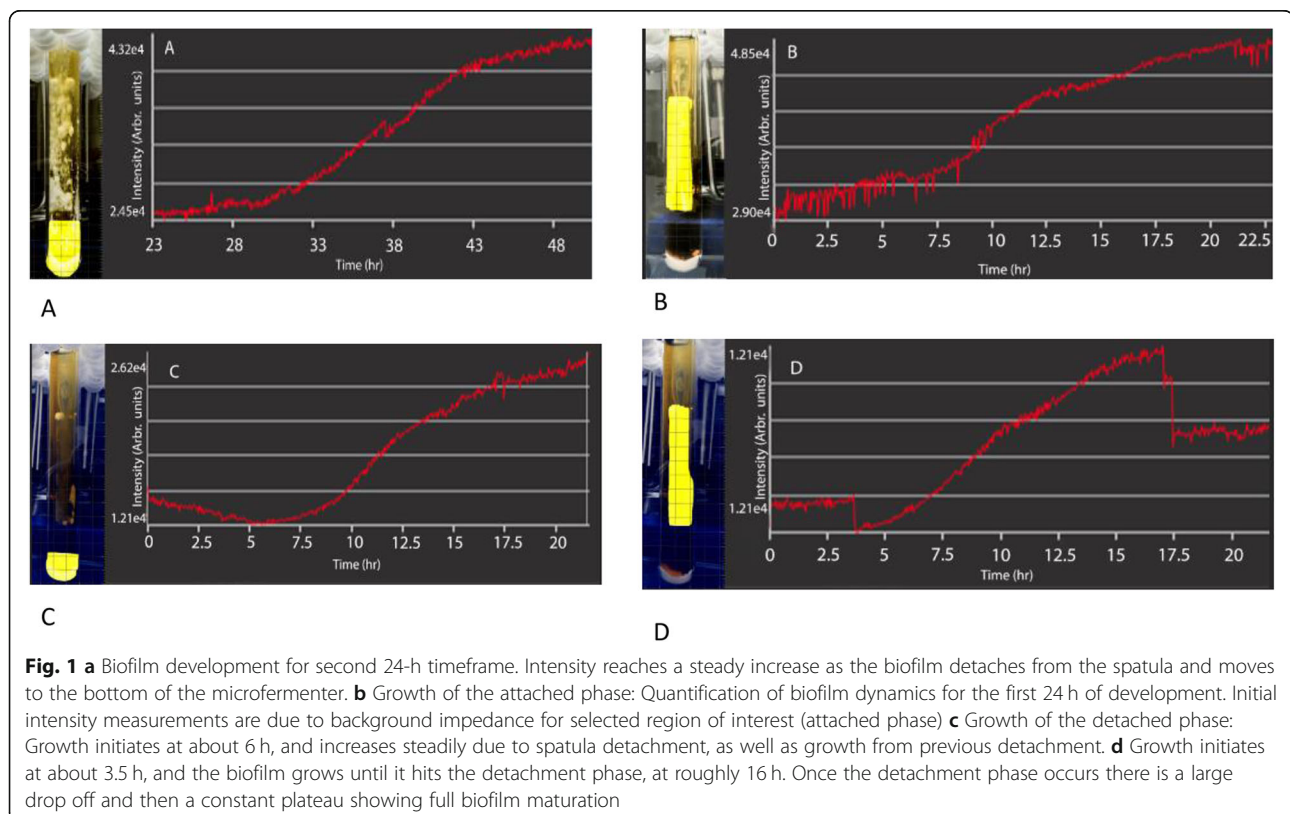 4.32e4
A
Intensity (Arbr. units)
2.45e4
23 28 33 38 43 48
Time (hr)
A
4.85e4
B
Intensity (Arbr. units)
2.90e4
0 2.5 5 7.5 10 12.5 15 17.5 20 22.5
Time (hr)
B
2.62e4
C
Intensity (Arbr. units)
1.21e4
0 2.5 5 7.5 10 12.5 15 17.5 20
Time (hr)
C
1.21e4
D
Intensity (Arbr. units)
1.21e4
0 2.5 5 7.5 10 12.5 15 17.5 20
Time (hr)
D
Fig. 1 a Biofilm development for second 24-h timeframe. Intensity reaches a steady increase as the biofilm detaches from the spatula and moves
to the bottom of the microfermenter. b Growth of the attached phase: Quantification of biofilm dynamics for the first 24 h of development. Initial
intensity measurements are due to background impedance for selected region of interest (attached phase) c Growth of the detached phase:
Growth initiates at about 6 h, and increases steadily due to spatula detachment, as well as growth from previous detachment. d Growth initiates
at about 3.5 h, and the biofilm grows until it hits the detachment phase, at roughly 16 h. Once the detachment phase occurs there is a large
drop off and then a constant plateau showing full biofilm maturation